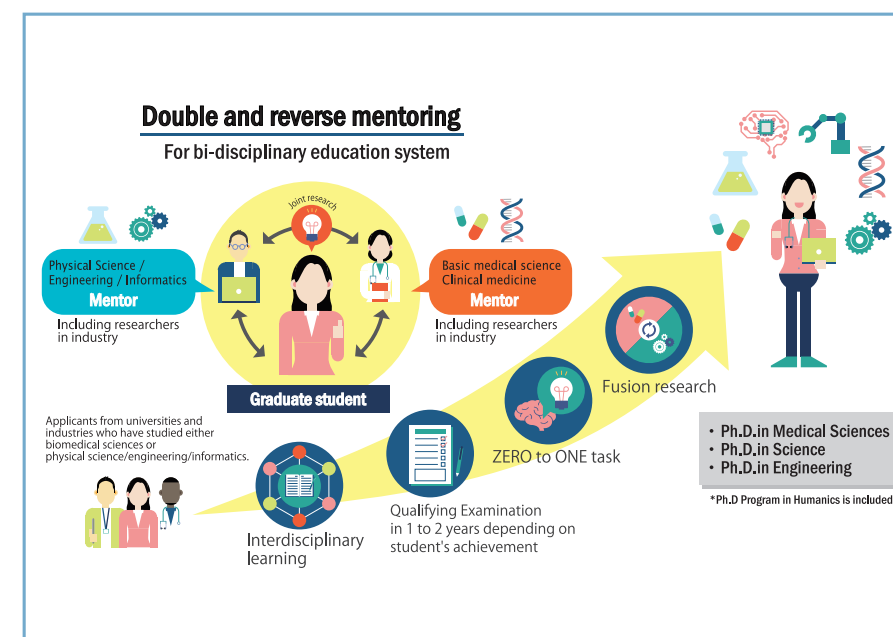 Double and reverse mentoring
For bi-disciplinary education system
Joint research
Physical Science /
Engineering / Informatics
Mentor
Including researchers
in industry
Basic medical science
Clinical medicine
Mentor
Including researchers
in industry
Graduate student
Applicants from universities and
industries who have studied either
biomedical sciences or
physical science/engineering/informatics.
Interdisciplinary
learning
Qualifying Examination
in 1 to 2 years depending on
student's achievement
ZERO to ONE task
Fusion research
・ Ph.D.in Medical Sciences
・ Ph.D.in Science
・ Ph.D.in Engineering
*Ph.D Program in Humanics is included